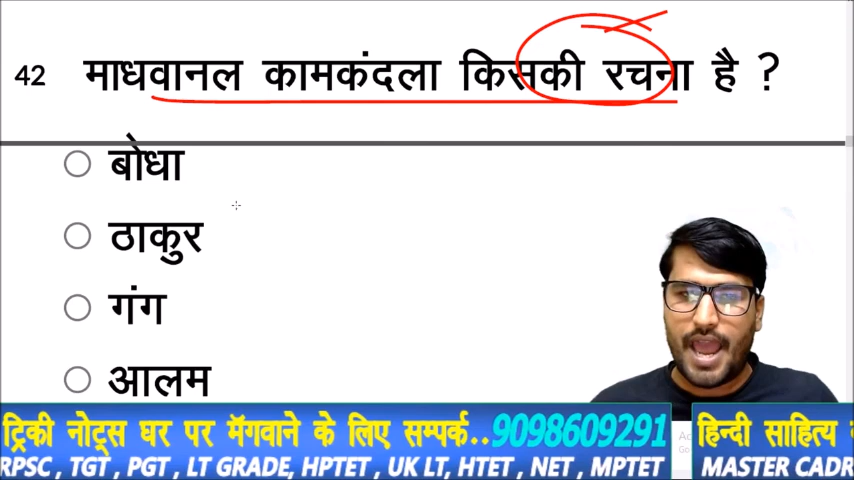 42 माधवानल कामकंदला किसकी रचना है ?
बोधा
ठाकुर
गंग
आलम
ट्रिकी नोट्स घर पर मॅगवाने के लिए सम्पर्क..9098609291 हिन्दी साहित्य
RPSC , TGT , PGT , LT GRADE, HPTET , UK LT, HTET , NET , MPTET MASTER CADR